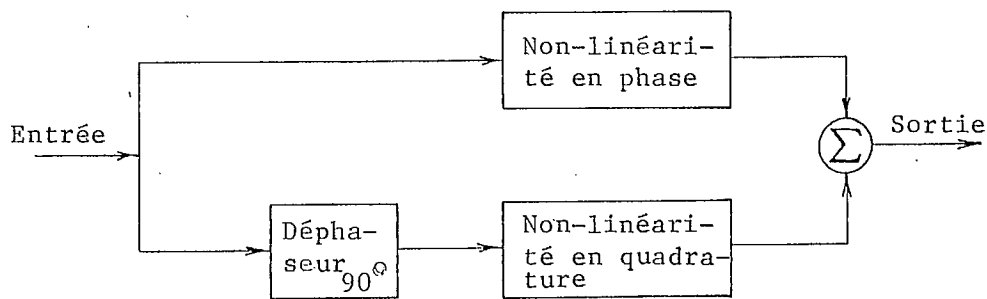 Non-linéari-
té en phase
Entrée
Sortie
Σ
Dépha-
seur 90°
Non-linéari-
té en quadra-
ture